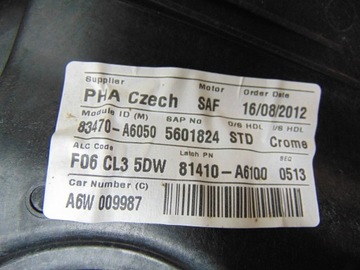 Supplier Motor Order Date
PHA Czech SAF 16/08/2012
Module ID (M) SAP No O/S HDL I/S HDL
83470-A6050 5601824 STD Crome
ALC Code Latch PN SEQ
F06 CL3 5DW 81410-A6100 0513
Car Number (C)
A6W 009987